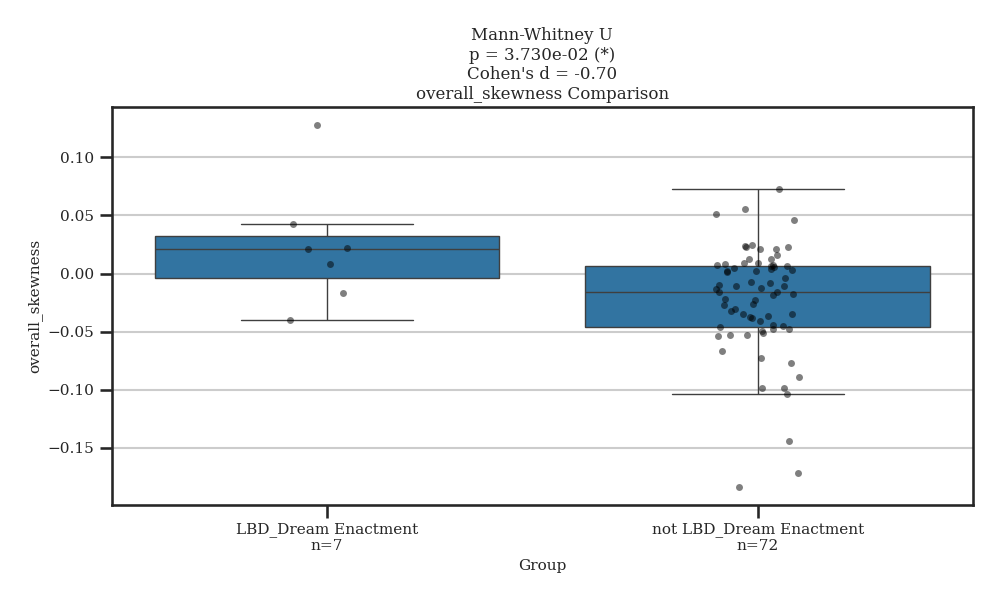 Mann-Whitney U
p = 3.730e-02 (*)
Cohen's d = -0.70
overall_skewness Comparison
overall_skewness
0.10
0.05
0.00
−0.05
−0.10
−0.15
LBD_Dream Enactment
n=7
not LBD_Dream Enactment
n=72
Group